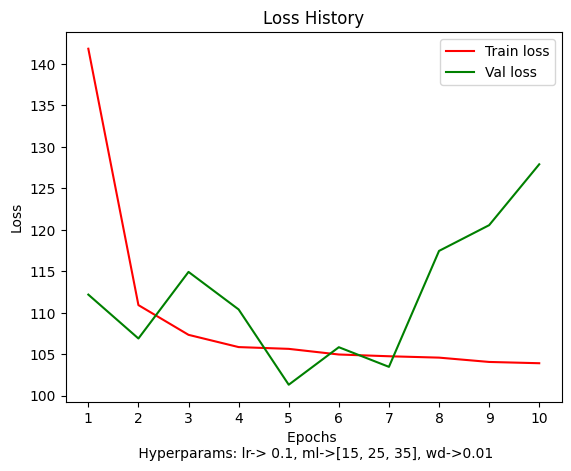 Loss History
Train loss
Val loss
Loss
140
135
130
125
120
115
110
105
100
1 2 3 4 5 6 7 8 9 10
Epochs
Hyperparams: lr-> 0.1, ml->[15, 25, 35], wd->0.01